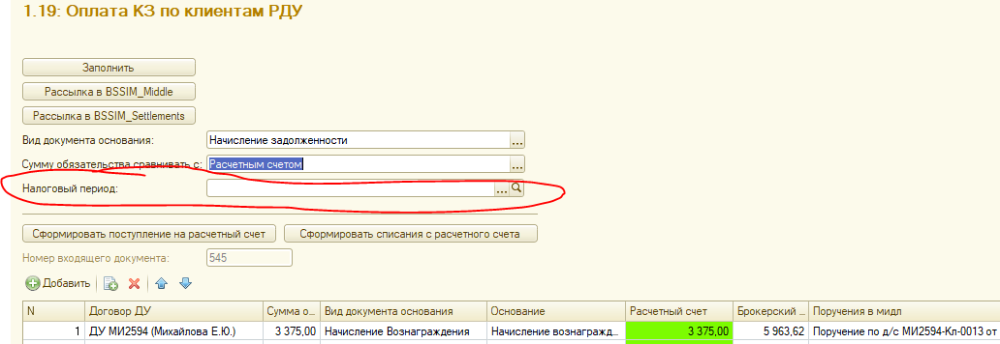 1.19: Оплата КЗ по клиентам РДУ
Заполнить
Рассылка в BSSIM_Middle
Рассылка в BSSIM_Settlements
Вид документа основания: Начисление задолженности ...
Сумму обязательства сравнивать с: Расчетным счетом ...
Налоговый период: ...
Сформировать поступление на расчетный счет Сформировать списания с расчетного счета
Номер входящего документа: 545
Добавить
N Договор ДУ Сумма о... Вид документа основания Основание Расчетный счет Брокерский ... Поручения в мидл
1 ДУ МИ2594 (Михайлова Е.Ю.) 3 375,00 Начисление Вознаграждения Начисление вознагражд... 3 375,00 5 963,62 Поручение по д/с МИ2594-Кл-0013 от